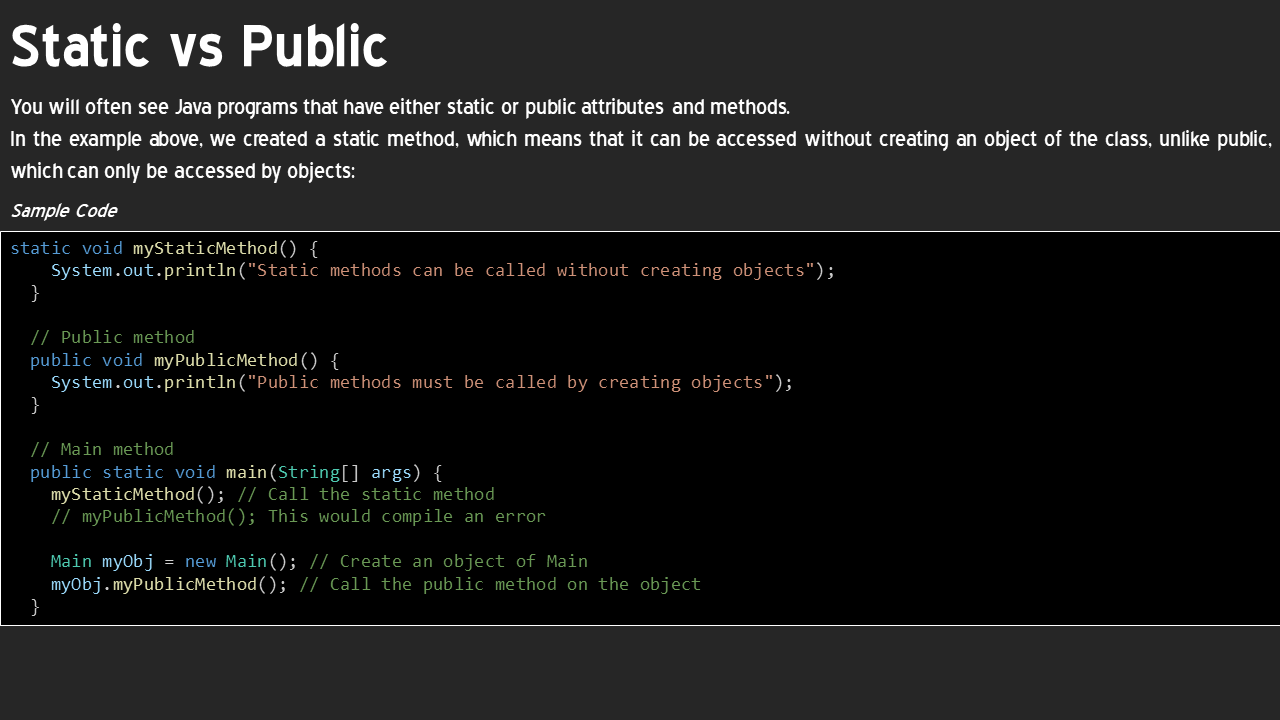 Static vs Public
You will often see Java programs that have either static or public attributes and methods.
In the example above, we created a static method, which means that it can be accessed without creating an object of the class, unlike public,
which can only be accessed by objects:
Sample Code
static void myStaticMethod() {
    System.out.println("Static methods can be called without creating objects");
  }
  // Public method
  public void myPublicMethod() {
    System.out.println("Public methods must be called by creating objects");
  }
  // Main method
  public static void main(String[] args) {
    myStaticMethod(); // Call the static method
    // myPublicMethod(); This would compile an error
    Main myObj = new Main(); // Create an object of Main
    myObj.myPublicMethod(); // Call the public method on the object
  }